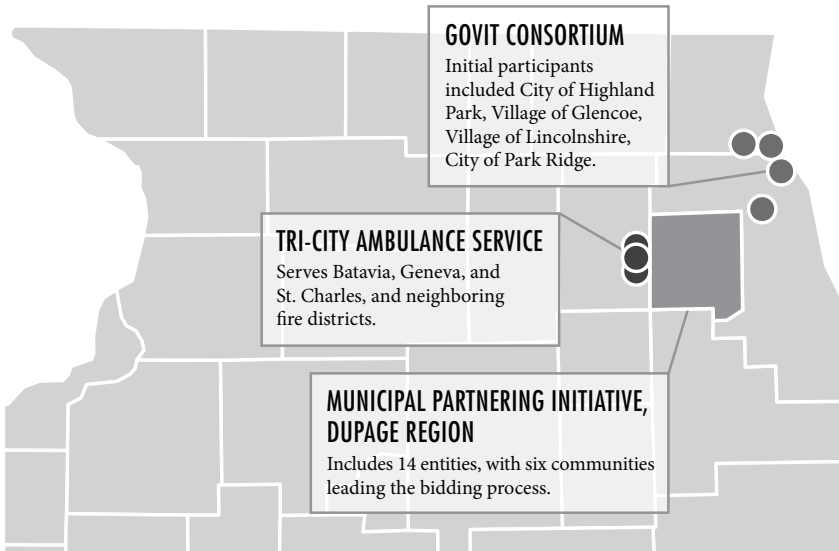 GOVIT CONSORTIUM
Initial participants
included City of Highland
Park, Village of Glencoe,
Village of Lincolnshire,
City of Park Ridge.
TRI-CITY AMBULANCE SERVICE
Serves Batavia, Geneva, and
St. Charles, and neighboring
fire districts.
MUNICIPAL PARTNERING INITIATIVE,
DUPAGE REGION
Includes 14 entities, with six communities
leading the bidding process.